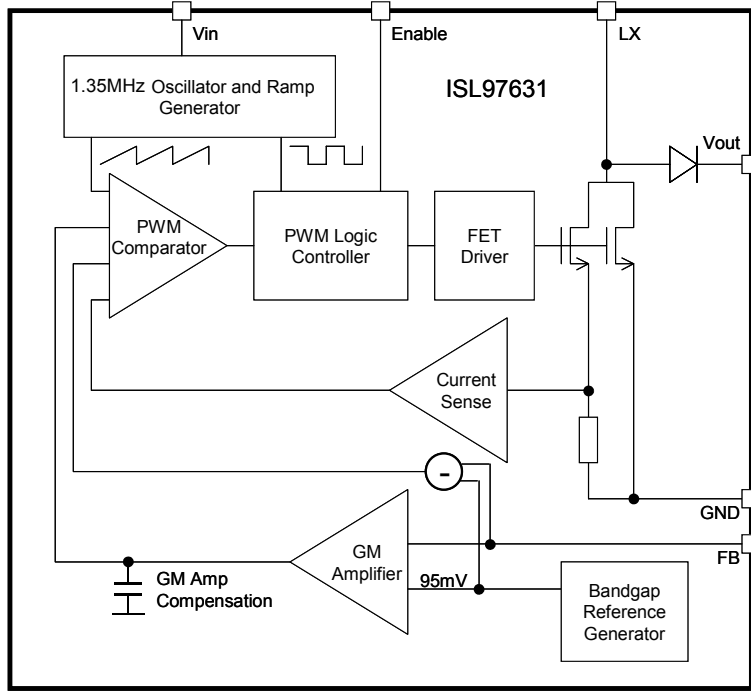 Vin
Enable
LX
1.35MHz Oscillator and Ramp
Generator
ISL97631
Vout
PWM
Comparator
PWM Logic
Controller
FET
Driver
Current
Sense
-
GND
FB
GM
Amplifier
95mV
GM Amp
Compensation
Bandgap
Reference
Generator